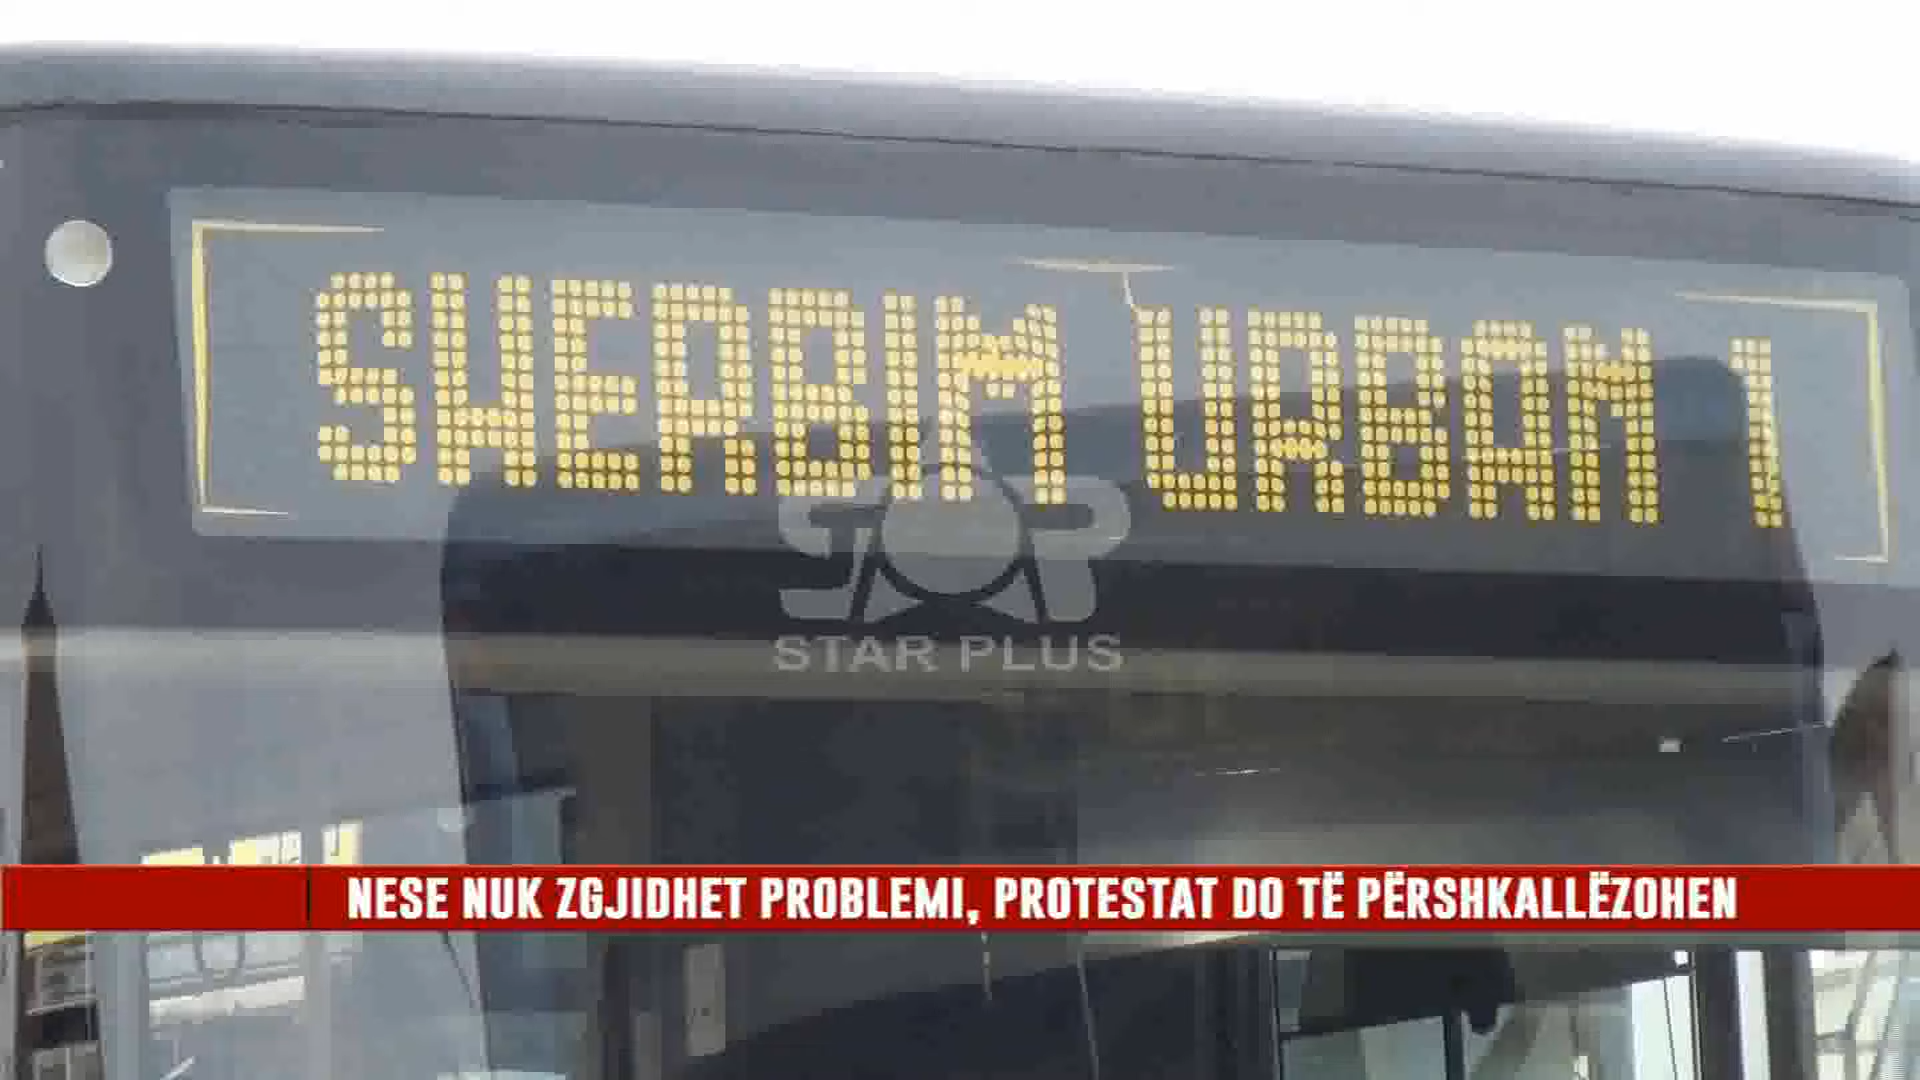 SHERBIM URBAN 1
STAR PLUS
NESE NUK ZGJIDHET PROBLEMI, PROTESTAT DO TË PËRSHKALLËZOHEN